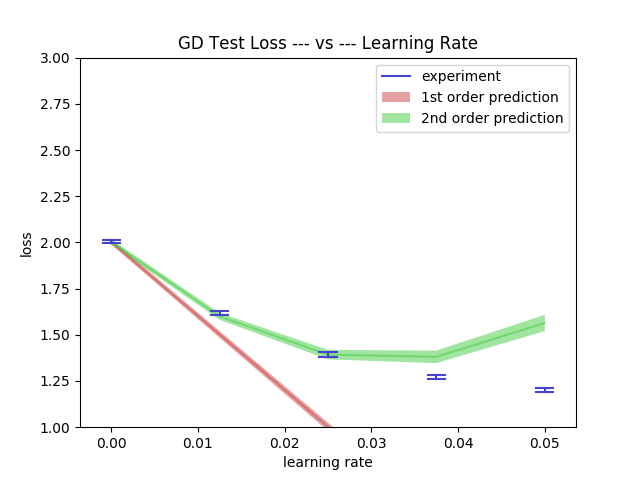 GD Test Loss --- vs --- Learning Rate
3.00
2.75
2.50
2.25
2.00
1.75
1.50
1.25
1.00
loss
experiment
1st order prediction
2nd order prediction
0.00 0.01 0.02 0.03 0.04 0.05
learning rate